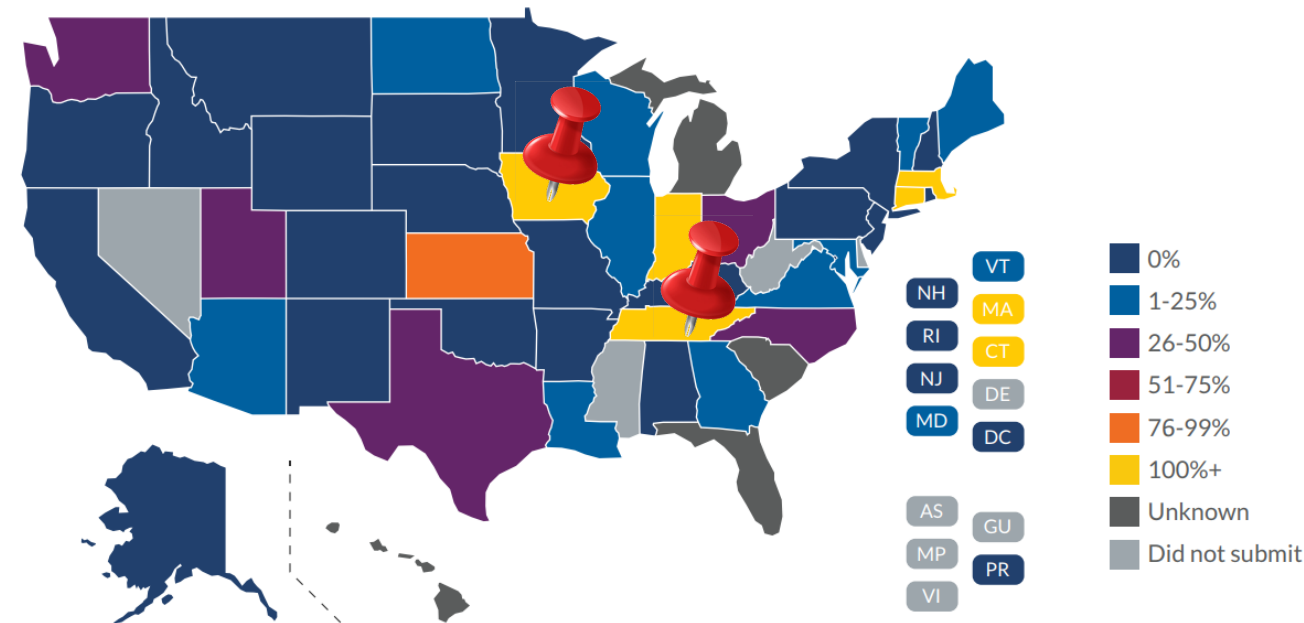 VT
NH
MA
RI
CT
NJ
DE
MD
DC
AS
GU
MP
PR
VI
0%
1-25%
26-50%
51-75%
76-99%
100%+
Unknown
Did not submit